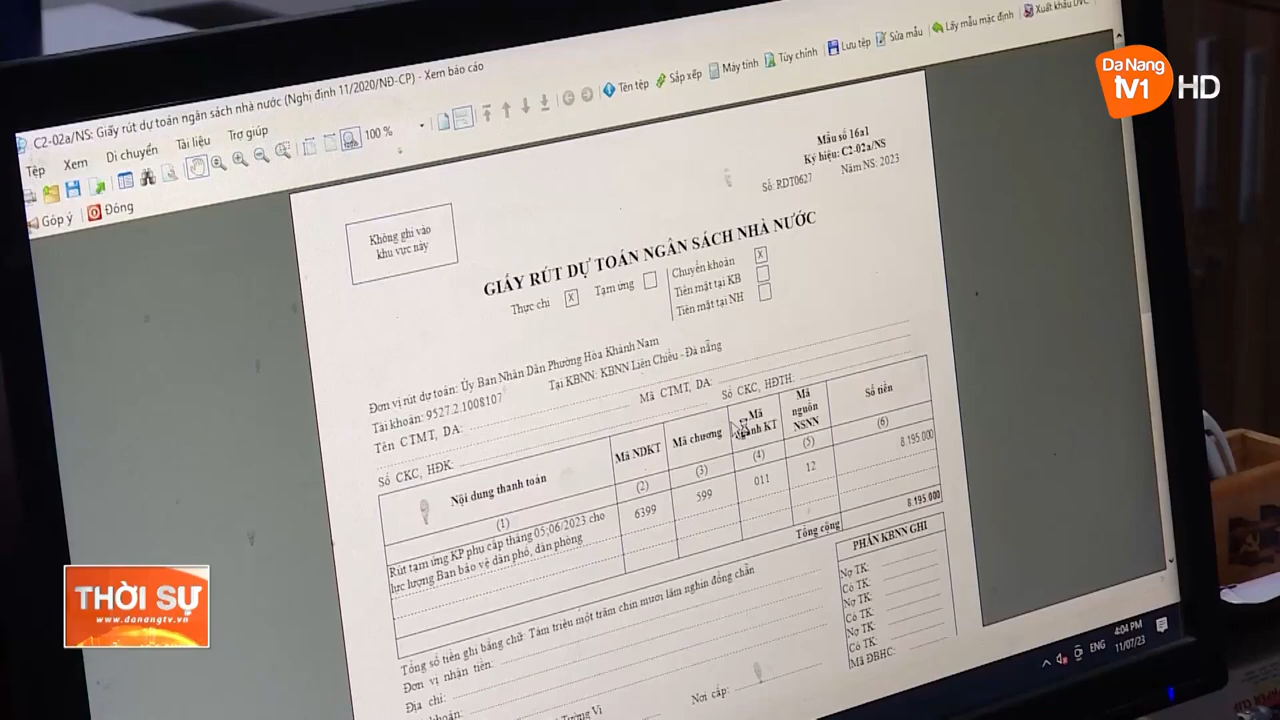 Da Nang
TV1 HD
C2-02a/NS: Giấy rút dự toán ngân sách nhà nước (Nghị định 11/2020/NĐ-CP) - Xem báo cáo
Tệp Xem Di chuyển Tài liệu Trợ giúp
100 % Tên tệp Sắp xếp Máy tính Tùy chỉnh Lưu tệp Sửa mẫu Lấy mẫu mặc định Xuất khẩu DVC
Góp ý Đóng
Không ghi vào
khu vực này
Mẫu số 16a1
Ký hiệu: C2-02a/NS
Số: RDT0627 Năm NS: 2023
GIẤY RÚT DỰ TOÁN NGÂN SÁCH NHÀ NƯỚC
Thực chi X Tạm ứng Chuyển khoản X
Tiền mặt tại KB
Tiền mặt tại NH
Đơn vị rút dự toán: Ủy Ban Nhân Dân Phường Hòa Khánh Nam
Tài khoản: 9527.2.1008107 Tại KBNN: KBNN Liên Chiểu - Đà nẵng
Tên CTMT, DA: Mã CTMT, DA:
Số CKC, HĐK: Số CKC, HĐTH:
Nội dung thanh toán Mã NDKT Mã chương Mã ngành KT Mã nguồn NSNN Số tiền
(1) (2) (3) (4) (5) (6)
Rút tạm ứng KP phụ cấp tháng 05;06/2023 cho 6399 599 011 12 8.195.000
lực lượng Ban bảo vệ dân phố, dân phòng
Tổng cộng 8.195.000
Tổng số tiền ghi bằng chữ: Tám triệu một trăm chín mươi lăm nghìn đồng chẵn
Đơn vị nhận tiền:
Địa chỉ:
khoản:
Tường Vi
Nơi cấp:
PHẦN KBNN GHI
Nợ TK:
Có TK:
Nợ TK:
Có TK:
Nợ TK:
Có TK:
Mã ĐBHC:
ENG
4:04 PM
11/07/23
THỜI SỰ
www.danangtv.vn